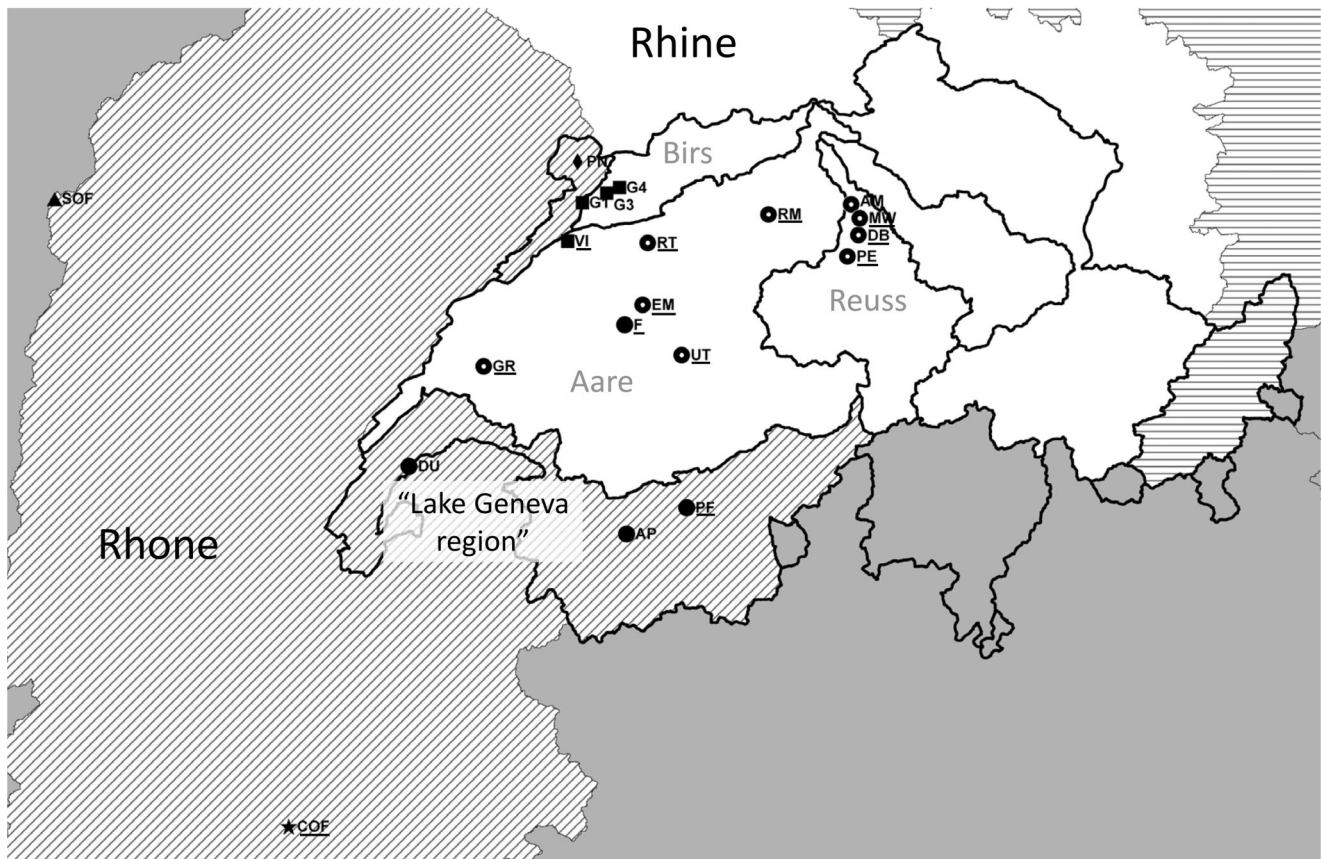 Rhine
Birs
PN
G4
G1
G3
SOF
VI
RT
RM
AM
MW
DB
PE
EM
F
Reuss
UT
GR
Aare
DU
“Lake Geneva
region”
PF
AP
Rhone
COF